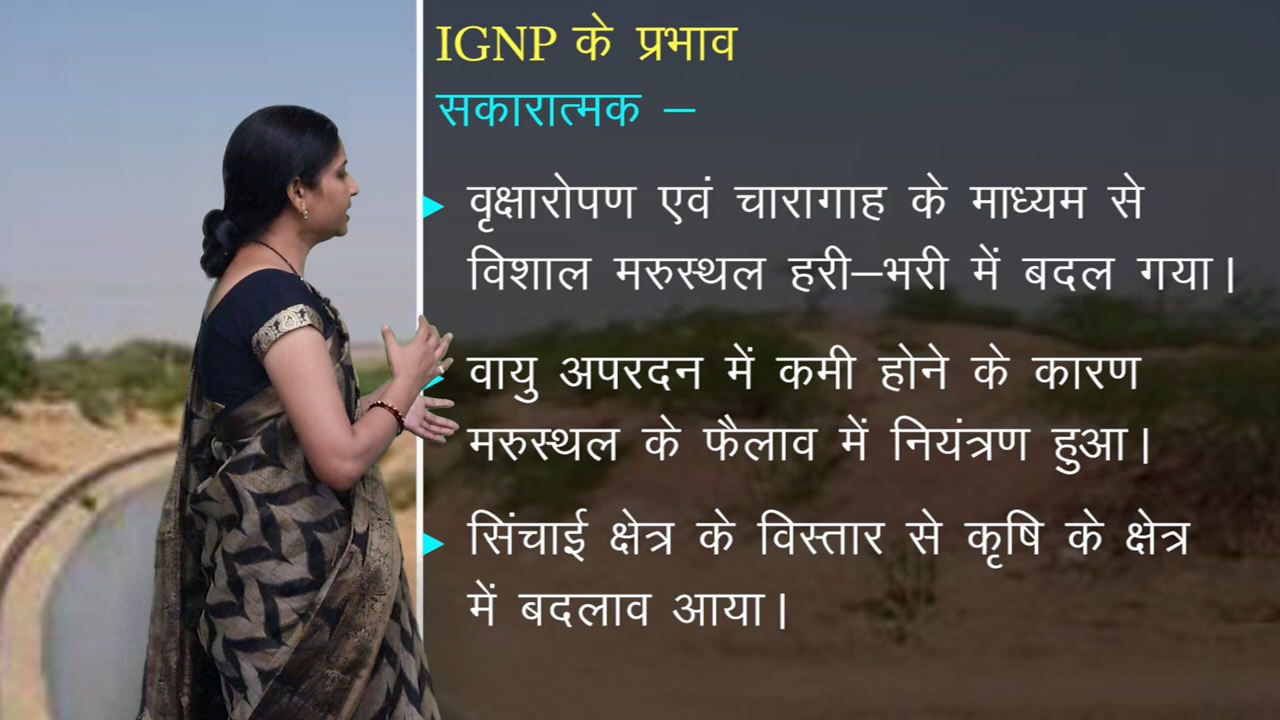 IGNP के प्रभाव
सकारात्मक –
वृक्षारोपण एवं चारागाह के माध्यम से
विशाल मरुस्थल हरी–भरी में बदल गया।
वायु अपरदन में कमी होने के कारण
मरुस्थल के फैलाव में नियंत्रण हुआ।
सिंचाई क्षेत्र के विस्तार से कृषि के क्षेत्र
में बदलाव आया।